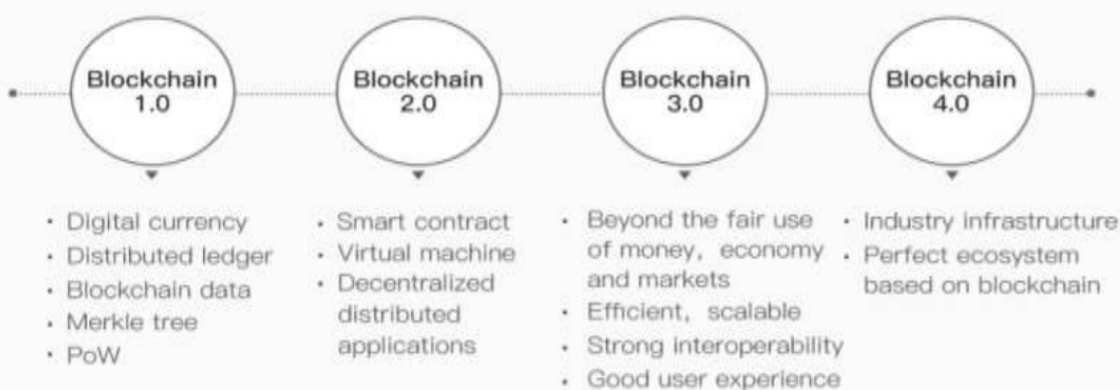 Blockchain
1.0
Blockchain
2.0
Blockchain
3.0
Blockchain
4.0
• Digital currency
• Distributed ledger
• Blockchain data
• Merkle tree
• PoW
• Smart contract
• Virtual machine
• Decentralized
distributed
applications
• Beyond the fair use
of money, economy
and markets
• Efficient, scalable
• Strong interoperability
• Good user experience
• Industry infrastructure
• Perfect ecosystem
based on blockchain